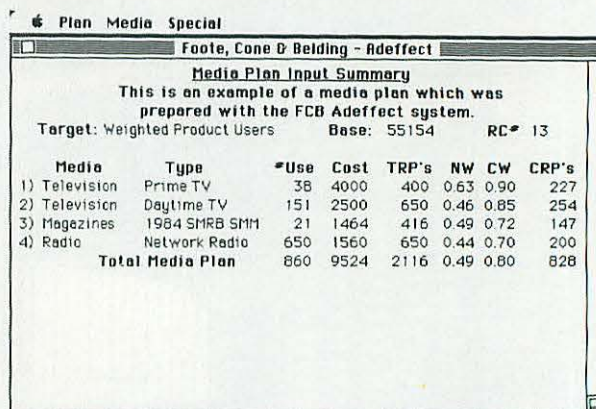 Plan Media Special
Foote, Cone & Belding - Adeffect
Media Plan Input Summary
This is an example of a media plan which was
prepared with the FCB Adeffect system.
Target: Weighted Product Users Base: 55154 RC# 13
Media Type #Use Cost TRP's NW CW CRP's
1) Television Prime TV 38 4000 400 0.63 0.90 227
2) Television Daytime TV 151 2500 650 0.46 0.85 254
3) Magazines 1984 SMRB SMM 21 1464 416 0.49 0.72 147
4) Radio Network Radio 650 1560 650 0.44 0.70 200
Total Media Plan 860 9524 2116 0.49 0.80 828